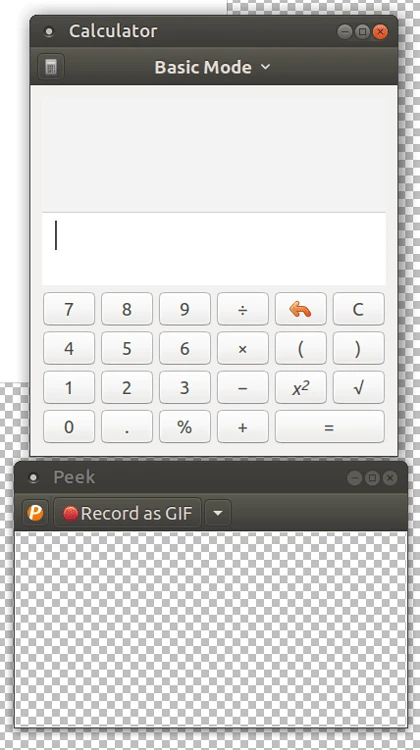 Calculator
Basic Mode
7 8 9 ÷ C
4 5 6 × ( )
1 2 3 − x² √
0 . % + =
Peek
P Record as GIF